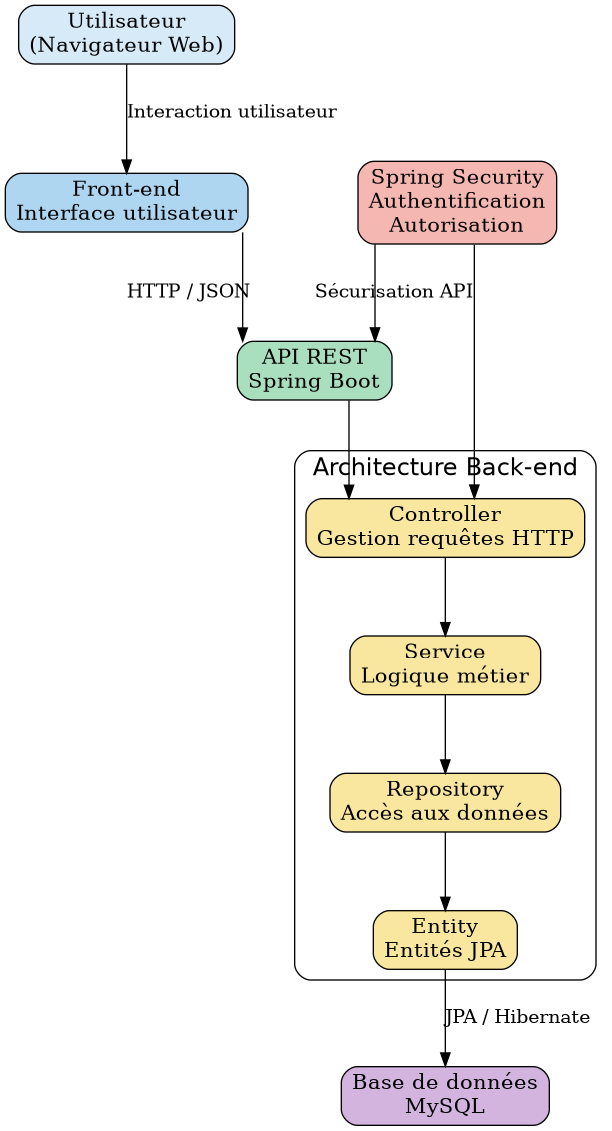 Utilisateur
(Navigateur Web)
Interaction utilisateur
Front-end
Interface utilisateur
Spring Security
Authentification
Autorisation
HTTP / JSON
Sécurisation API
API REST
Spring Boot
Architecture Back-end
Controller
Gestion requêtes HTTP
Service
Logique métier
Repository
Accès aux données
Entity
Entités JPA
JPA / Hibernate
Base de données
MySQL